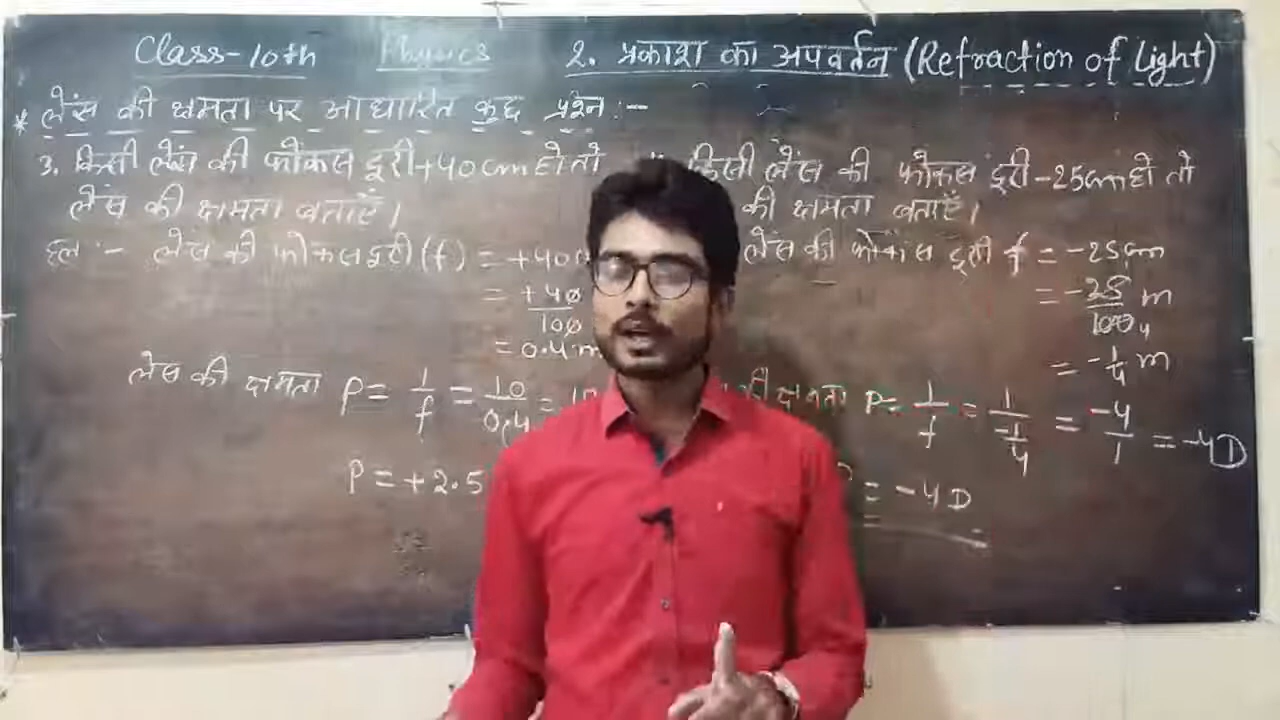 Class-10th Physics 2. प्रकाश का अपवर्तन (Refraction of Light)
* लेंस की क्षमता पर आधारित कुछ प्रश्न :-
3. किसी लेंस की फोकस दूरी +40cm हो तो
लेंस की क्षमता बताएँ।
हल :- लेंस की फोकस दूरी (f) = +40
= +40
100
= 0.4 m
लेंस की क्षमता P = 1/f = 10/0.4 =
P = +2.5
किसी लेंस की फोकस दूरी -25cm हो तो
की क्षमता बताएँ।
लेंस की फोकस दूरी f = -25cm
= -25/100 m
4
= -1/4 m
की क्षमता P = 1/f = 1/-1/4 = -4/1 = -4D
= -4D